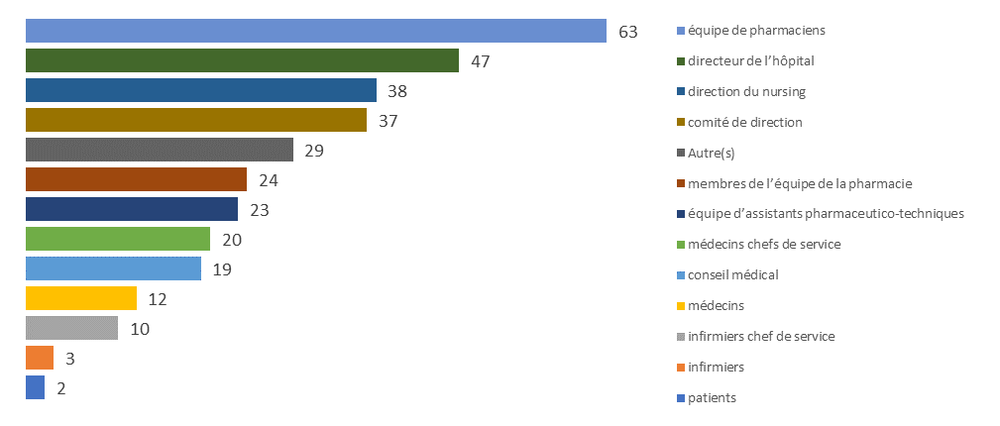 63 équipe de pharmaciens
47 directeur de l’hôpital
38 direction du nursing
37 comité de direction
29 Autre(s)
24 membres de l’équipe de la pharmacie
23 équipe d’assistants pharmaceutico-techniques
20 médecins chefs de service
19 conseil médical
12 médecins
10 infirmiers chef de service
3 infirmiers
2 patients